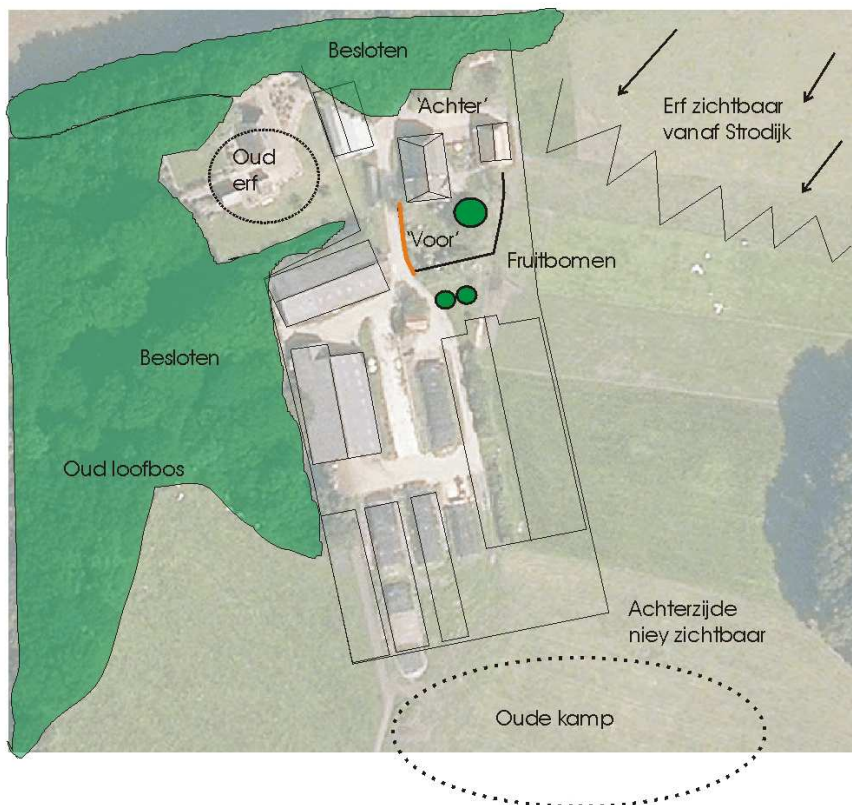 Besloten
'Achter'
Erf zichtbaar
vanaf Strodijk
Oud
erf
'Voor'
Fruitbomen
Besloten
Oud loofbos
Achterzijde
niey zichtbaar
Oude kamp